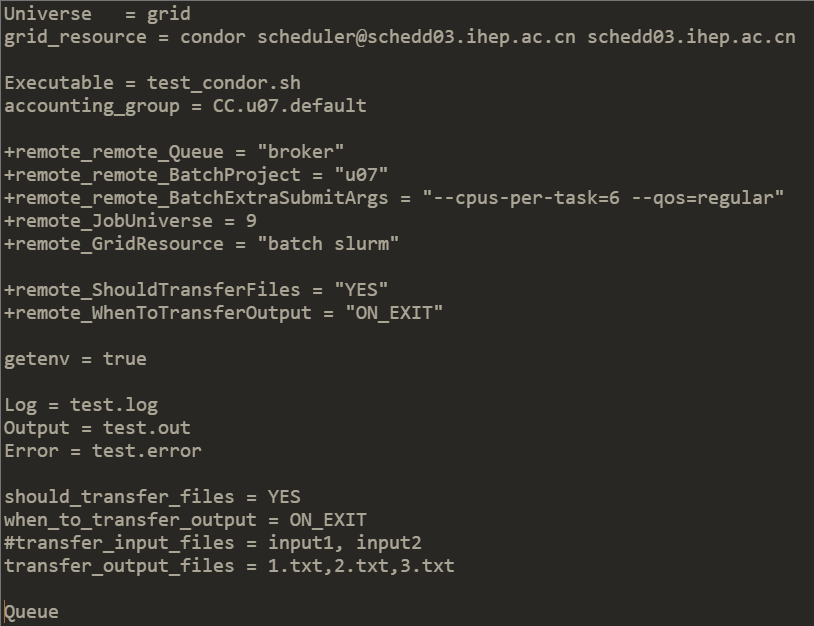 Universe   = grid
grid_resource = condor scheduler@schedd03.ihep.ac.cn schedd03.ihep.ac.cn
Executable = test_condor.sh
accounting_group = CC.u07.default
+remote_remote_Queue = "broker"
+remote_remote_BatchProject = "u07"
+remote_remote_BatchExtraSubmitArgs = "--cpus-per-task=6 --qos=regular"
+remote_JobUniverse = 9
+remote_GridResource = "batch slurm"
+remote_ShouldTransferFiles = "YES"
+remote_WhenToTransferOutput = "ON_EXIT"
getenv = true
Log = test.log
Output = test.out
Error = test.error
should_transfer_files = YES
when_to_transfer_output = ON_EXIT
#transfer_input_files = input1, input2
transfer_output_files = 1.txt,2.txt,3.txt
Queue